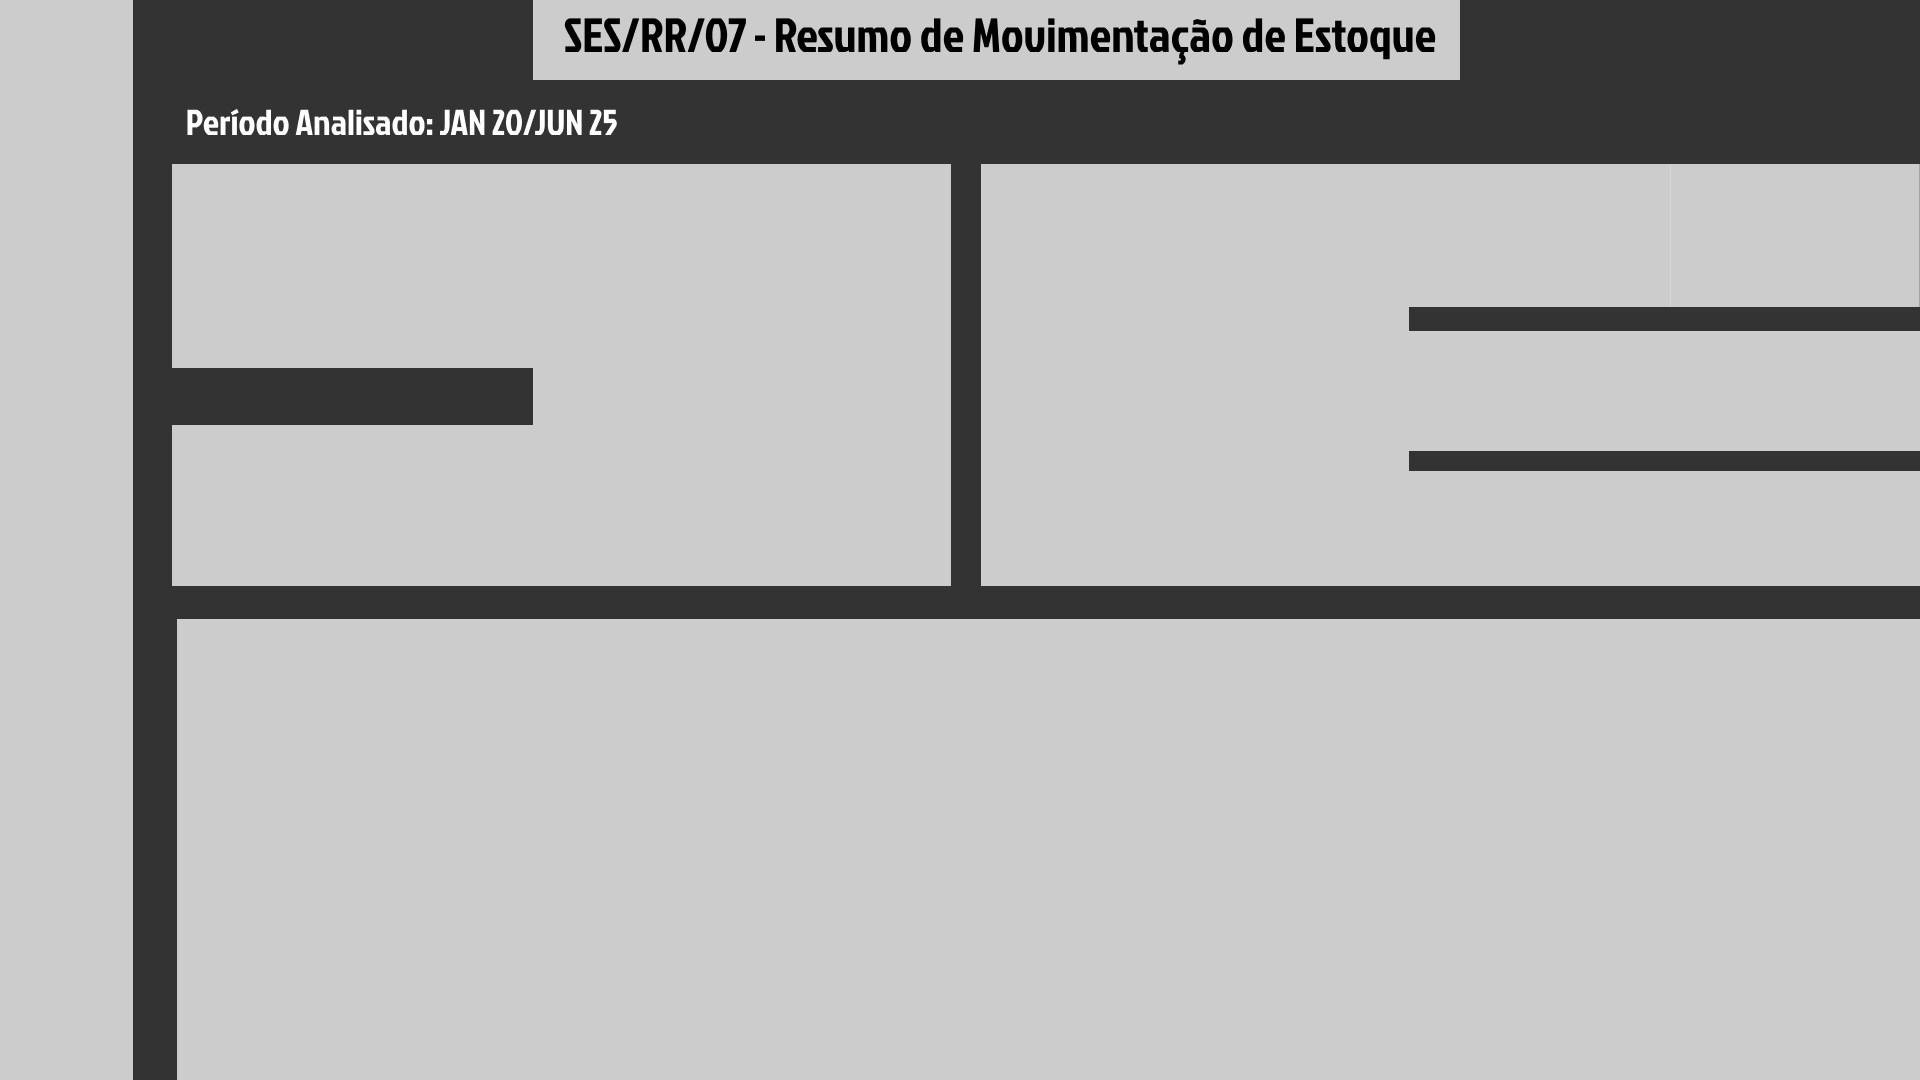 SES/RR/07 - Resumo de Movimentação de Estoque
Período Analisado: JAN 20/JUN 25